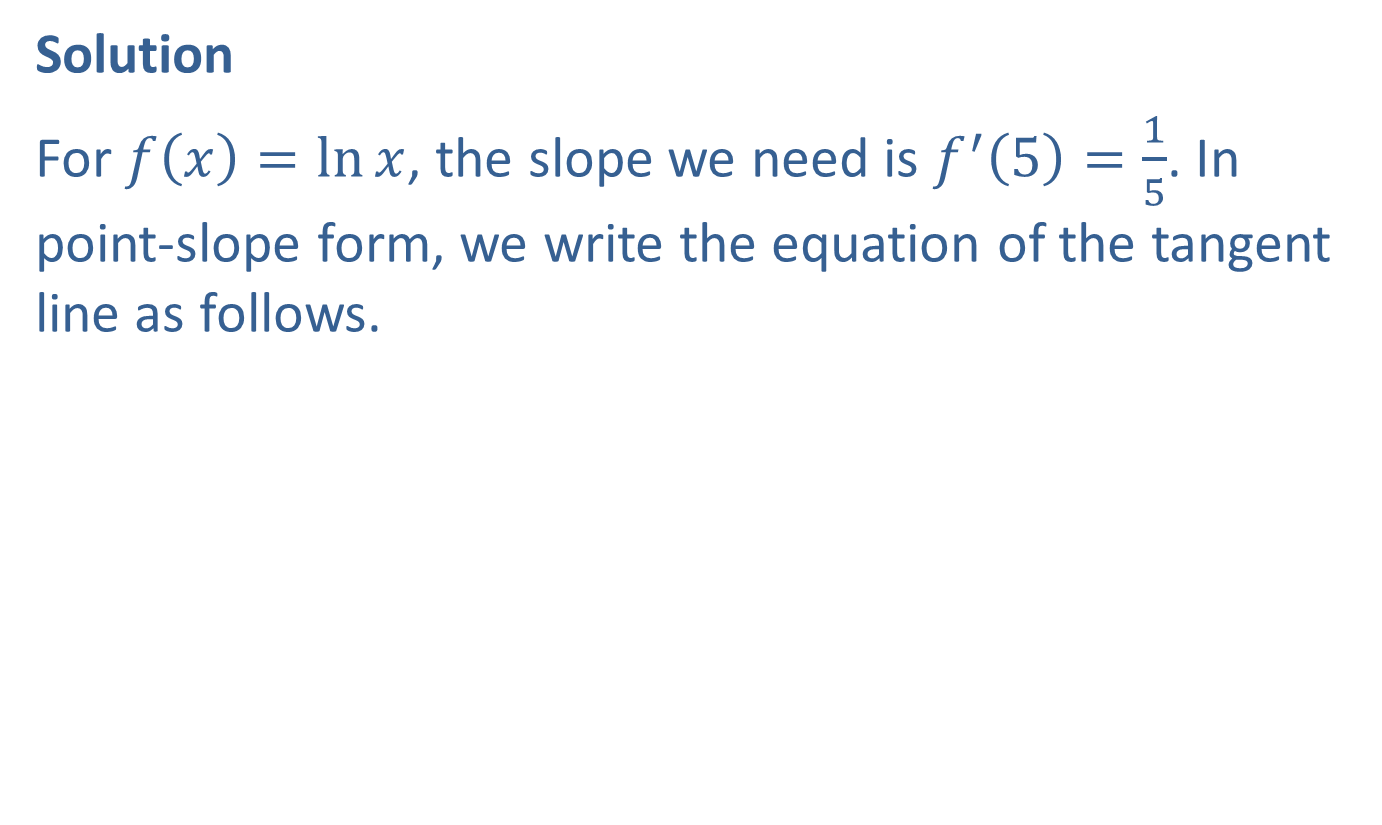 Solution
For f(x) = ln x, the slope we need is f′(5) = 1/5. In
point-slope form, we write the equation of the tangent
line as follows.